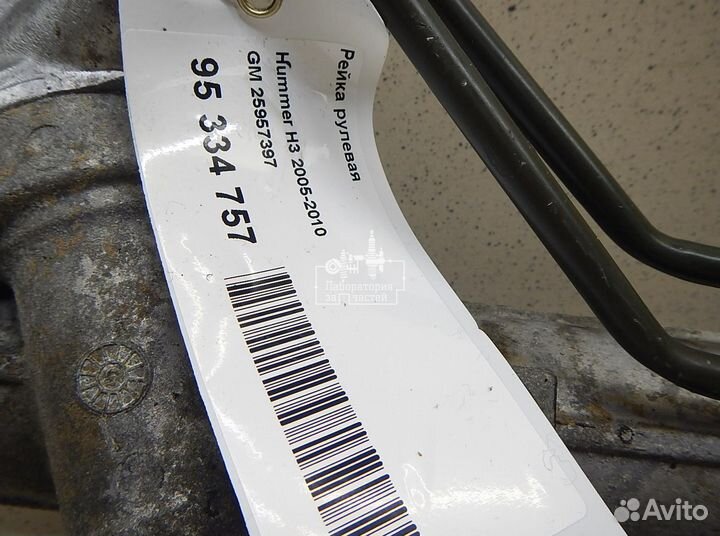 Рейка рулевая
Hummer H3 2005-2010
GM 25957397
95 334 757
Лаборатория
запчастей
Avito